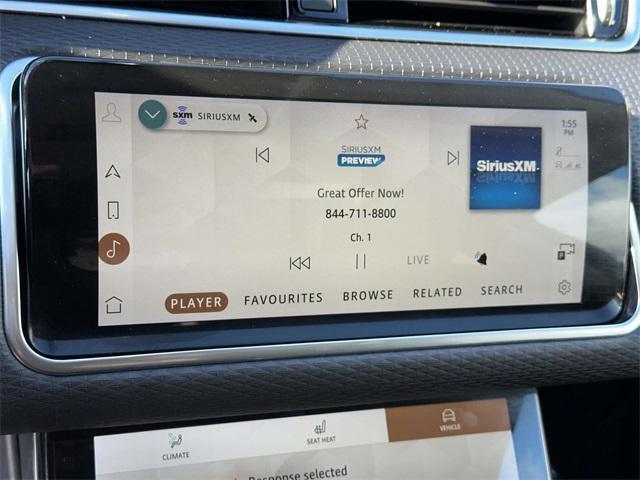 sxm SIRIUSXM
1:55
PM
SIRIUSXM
PREVIEW
SiriusXM
Great Offer Now!
844-711-8800
Ch. 1
LIVE
P
PLAYER FAVOURITES BROWSE RELATED SEARCH
CLIMATE SEAT HEAT VEHICLE
Response selected